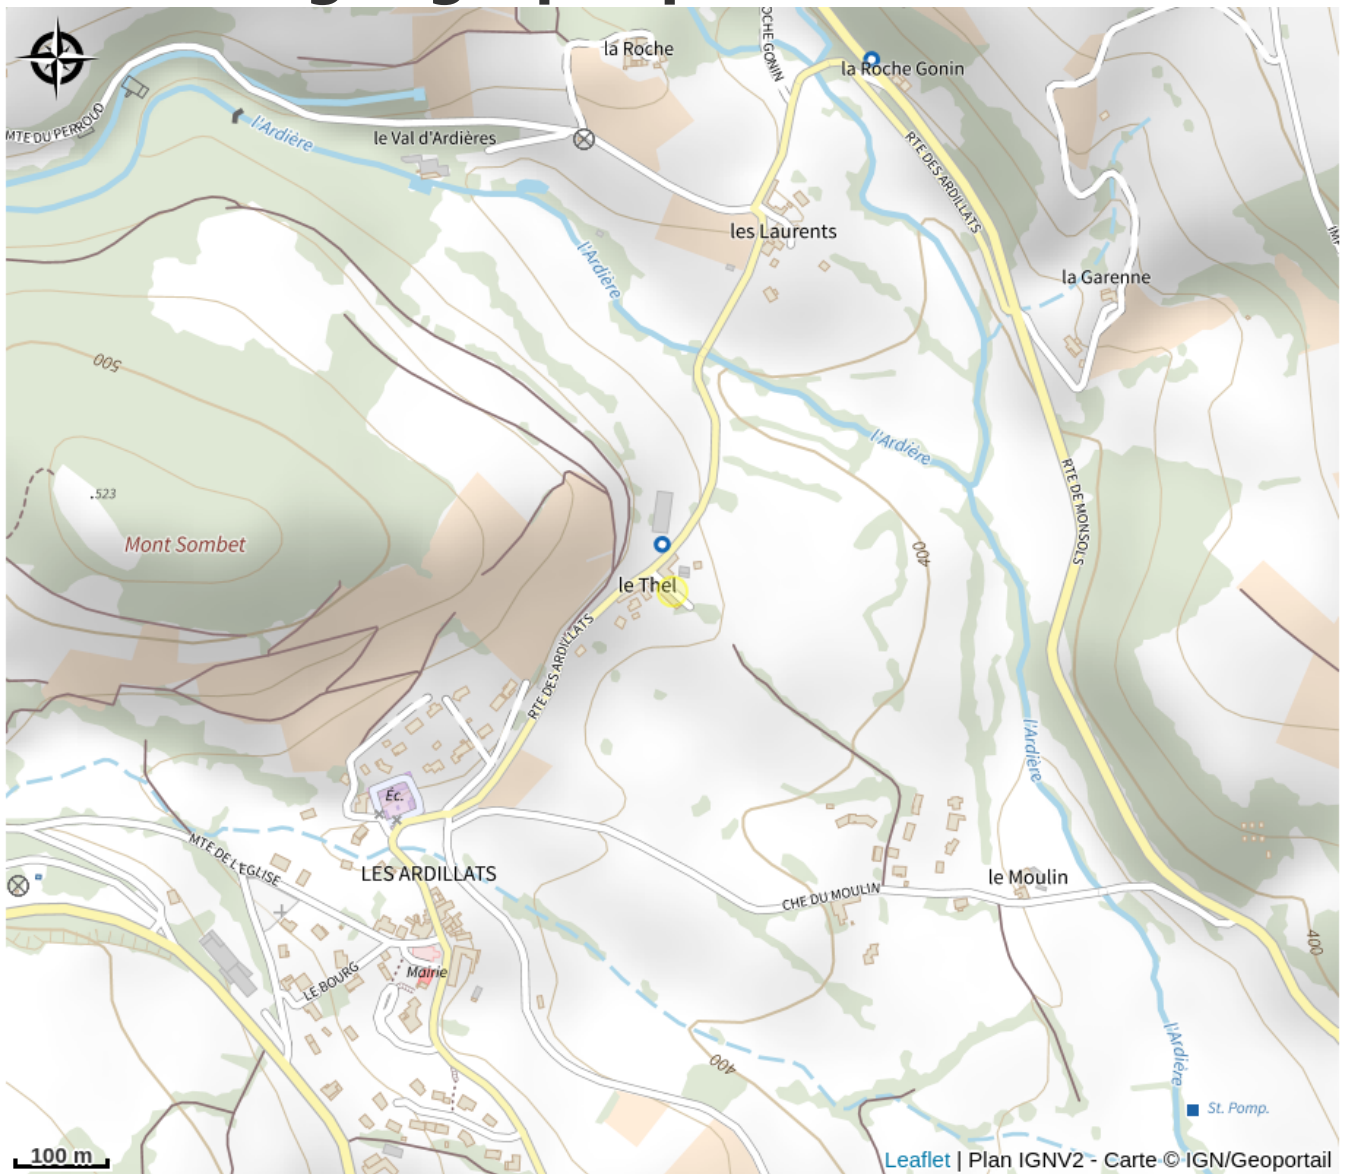 la Roche
OCHE GONIN
la Roche Gonin
MTE DU PERROUD
l'Ardière
le Val d'Ardières
RTE DES ARDILLATS
les Laurents
l'Ardière
la Garenne
500
l'Ardière
.523
RTE DE MONSOLS
Mont Sombet
400
le Thel
RTE DES ARDILLATS
l'Ardière
Éc.
MTE DE L'EGLISE
LES ARDILLATS
le Moulin
CHE DU MOULIN
400
Mairie
LE BOURG
400
l'Ardière
St. Pomp.
100 m
Leaflet | Plan IGNV2 - Carte © IGN/Geoportail